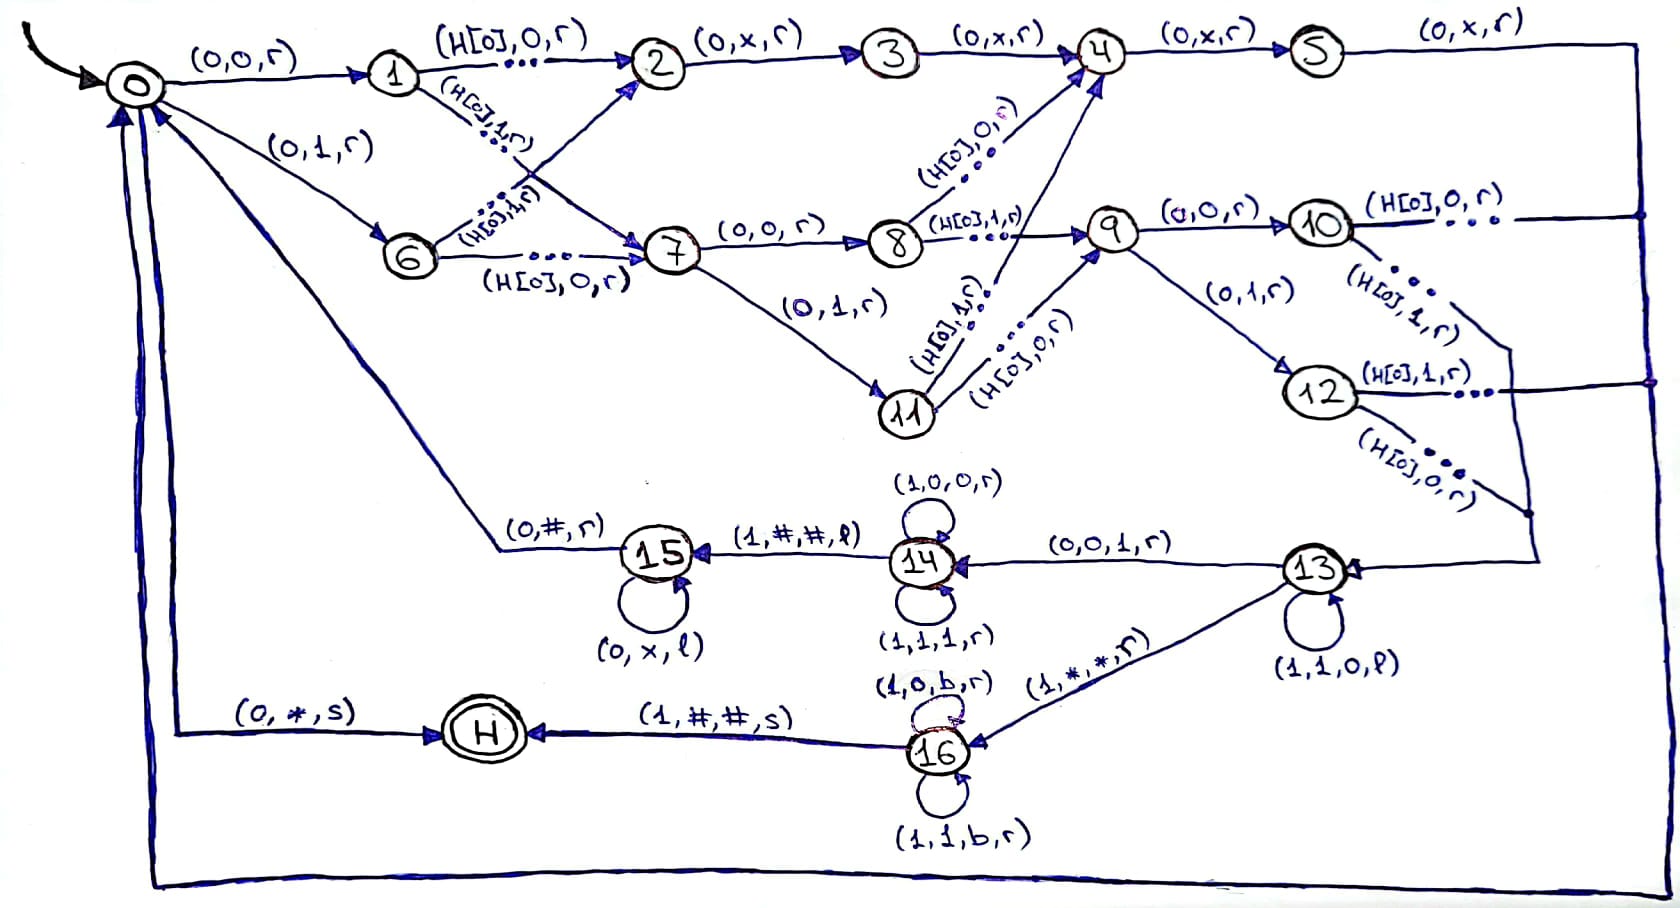 (0,0,r)
(H[0],0,r)
(0,x,r)
(0,x,r)
(0,x,r)
(0,x,r)
0
1
2
3
4
5
(H[0],1,r)
(0,1,r)
(H[0],0,r)
(H[0],1,r)
6
(H[0],0,r)
7
(0,0,r)
8
(H[0],1,r)
9
(0,0,r)
10
(H[0],0,r)
(H[0],1,r)
(0,1,r)
(0,1,r)
(H[0],1,r)
(H[0],0,r)
11
12
(H[0],1,r)
(H[0],0,r)
(1,0,0,r)
(0,#,r)
15
(1,#,#,l)
14
(0,0,1,r)
13
(0,x,l)
(1,1,1,r)
(1,1,0,l)
(1,*,*,r)
(1,0,b,r)
(0,*,s)
H
(1,#,#,s)
16
(1,1,b,r)